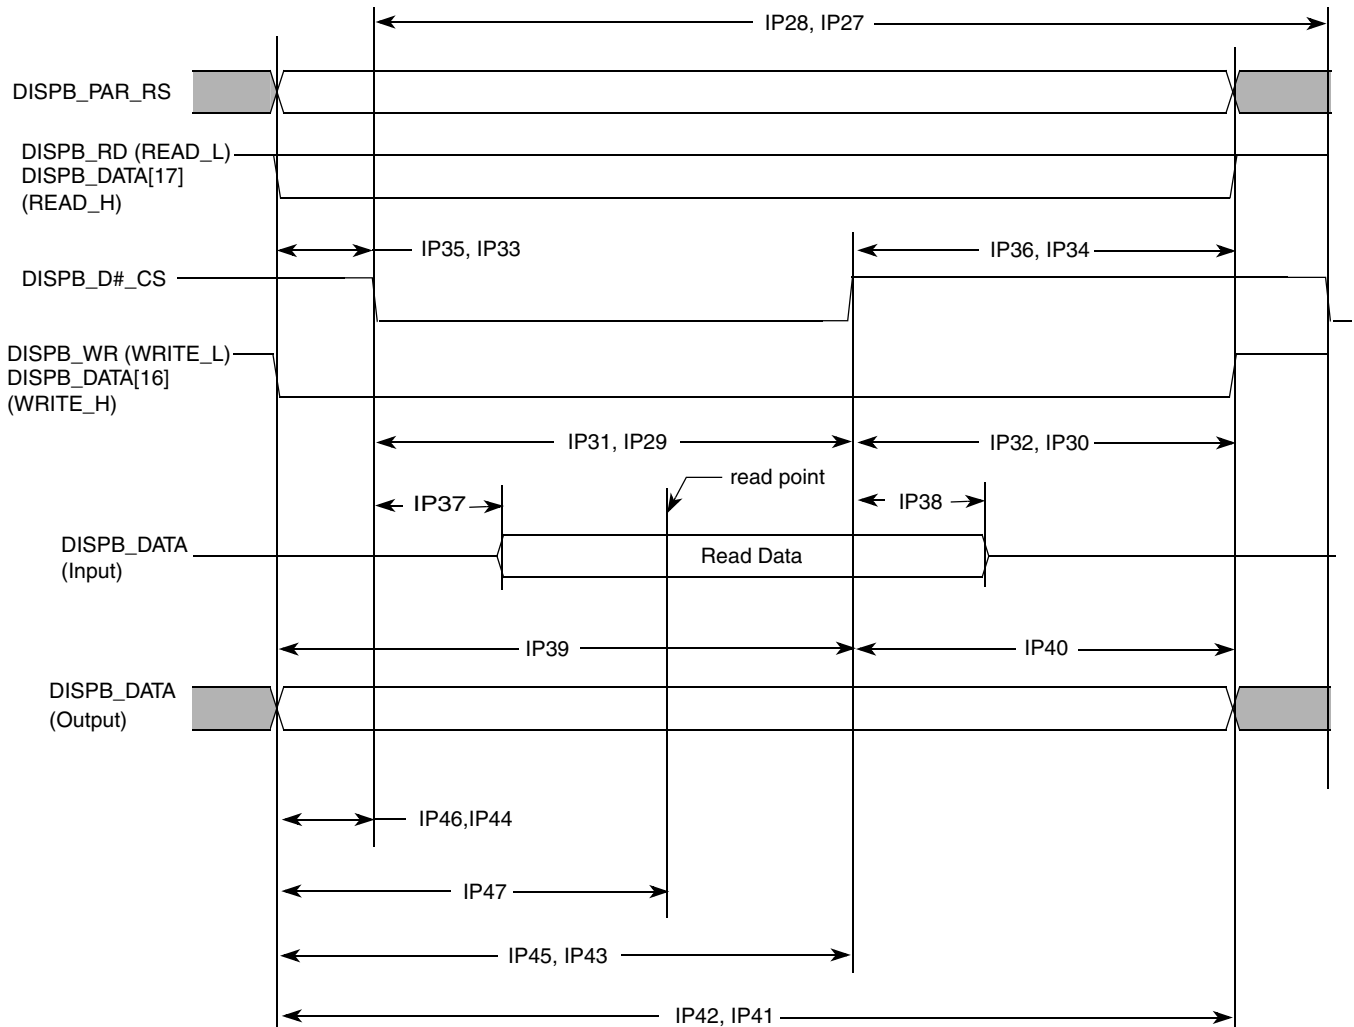 IP28, IP27
DISPB_PAR_RS
DISPB_RD (READ_L)
DISPB_DATA[17]
(READ_H)
IP35, IP33
IP36, IP34
DISPB_D#_CS
DISPB_WR (WRITE_L)
DISPB_DATA[16]
(WRITE_H)
IP31, IP29
IP32, IP30
read point
IP37
IP38
DISPB_DATA
(Input)
Read Data
IP39
IP40
DISPB_DATA
(Output)
IP46,IP44
IP47
IP45, IP43
IP42, IP41